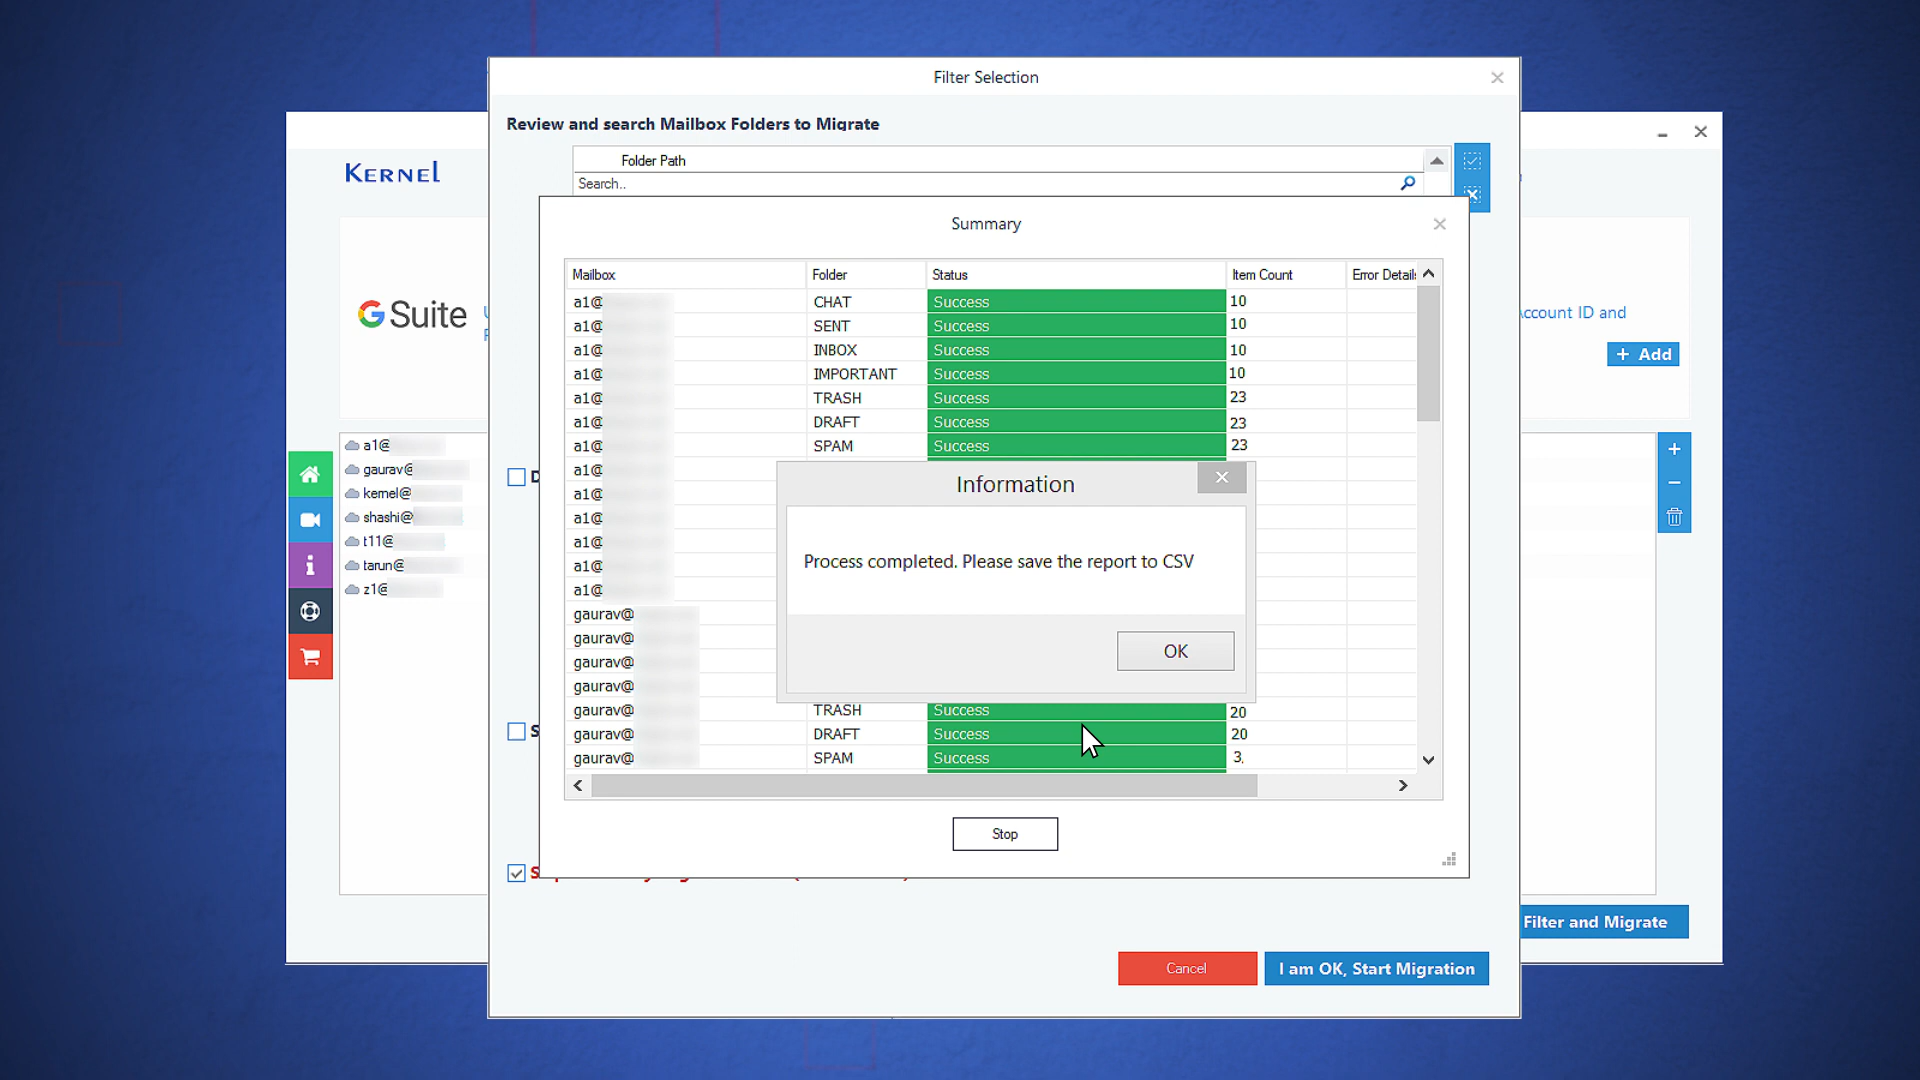 Filter Selection
Review and search Mailbox Folders to Migrate
Folder Path
Search..
KERNEL
G Suite
Account ID and
+ Add
Summary
Mailbox Folder Status Item Count Error Details
a1@ CHAT Success 10
a1@ SENT Success 10
a1@ INBOX Success 10
a1@ IMPORTANT Success 10
a1@ TRASH Success 23
a1@ DRAFT Success 23
a1@ SPAM Success 23
a1@
a1@
a1@
a1@
a1@
a1@
gaurav@
gaurav@
gaurav@
gaurav@
gaurav@ TRASH Success 20
gaurav@ DRAFT Success 20
gaurav@ SPAM Success 3.
a1@
gaurav@
kernel@
shashi@
t11@
tarun@
z1@
Information
Process completed. Please save the report to CSV
OK
Stop
Filter and Migrate
Cancel
I am OK, Start Migration